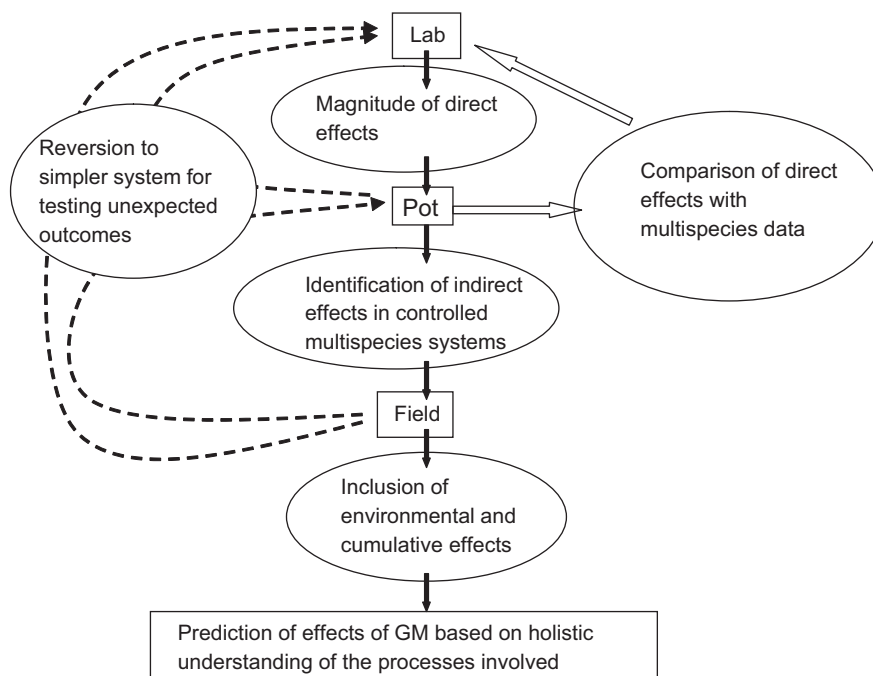 Lab
Magnitude of direct
effects
Reversion to
simpler system for
testing unexpected
outcomes
Comparison of direct
effects with
multispecies data
Pot
Identification of indirect
effects in controlled
multispecies systems
Field
Inclusion of
environmental and
cumulative effects
Prediction of effects of GM based on holistic
understanding of the processes involved